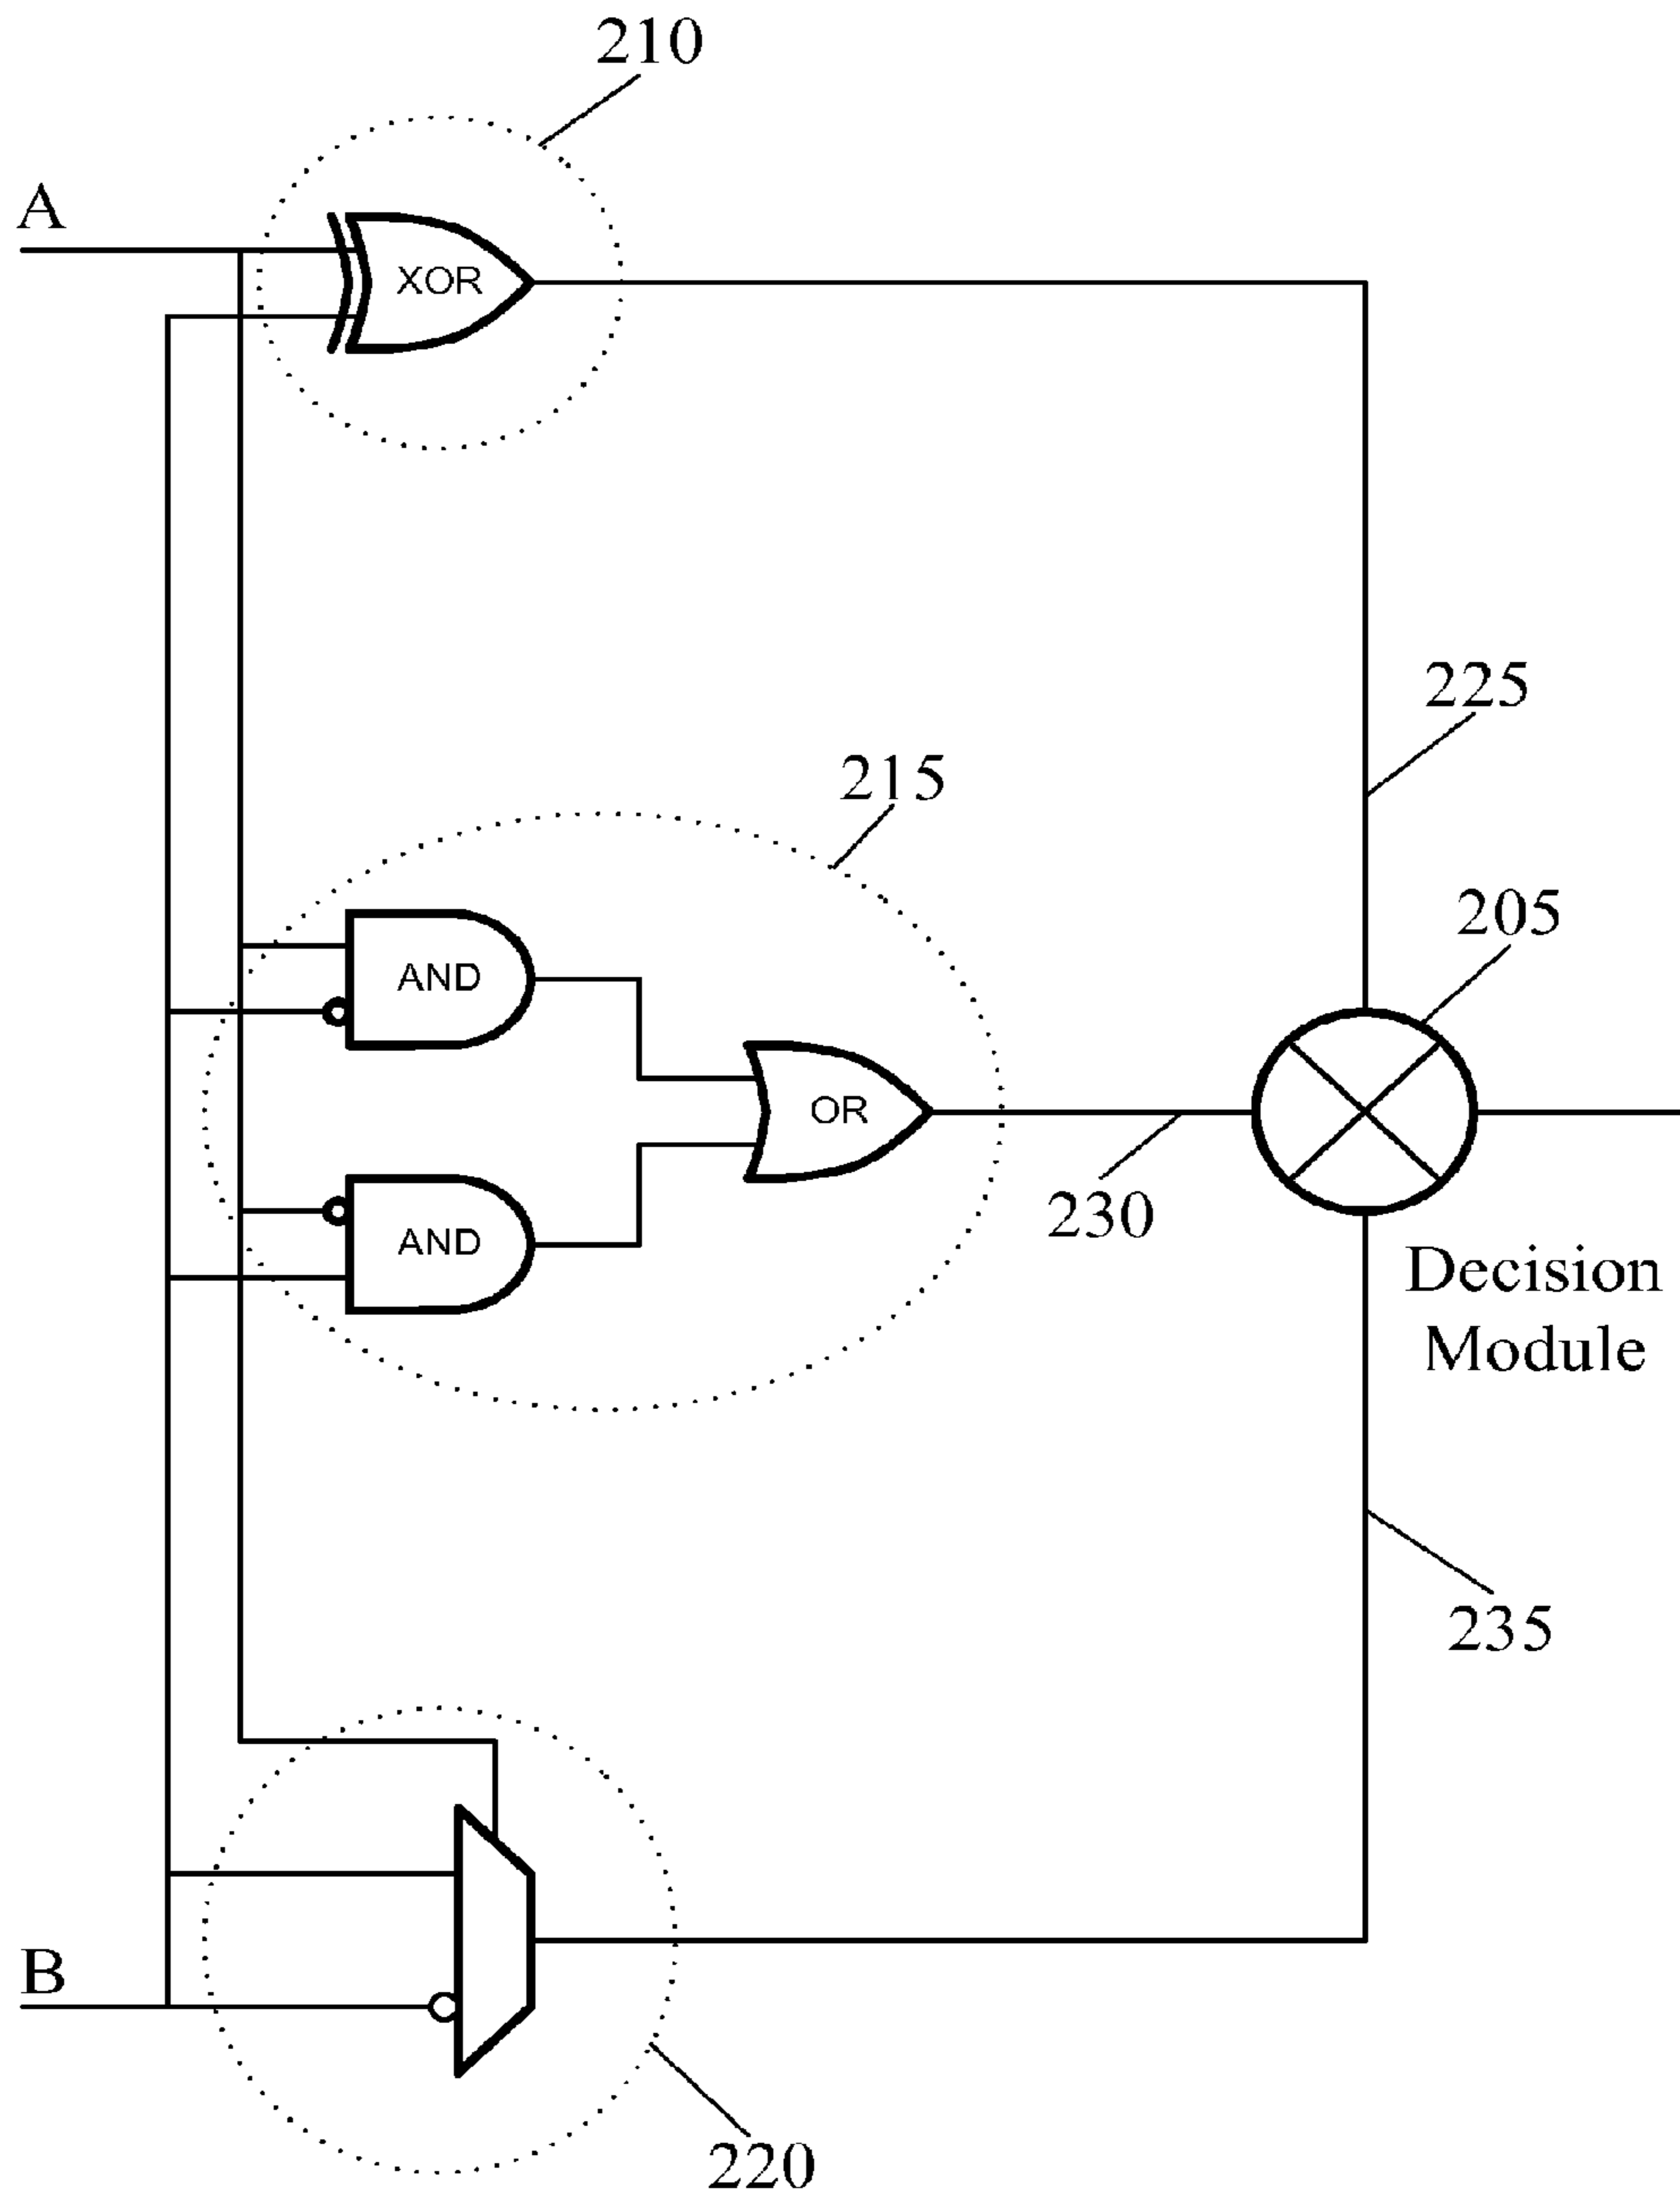 210
A
XOR
225
215
205
AND
OR
230
AND
Decision
Module
235
B
220